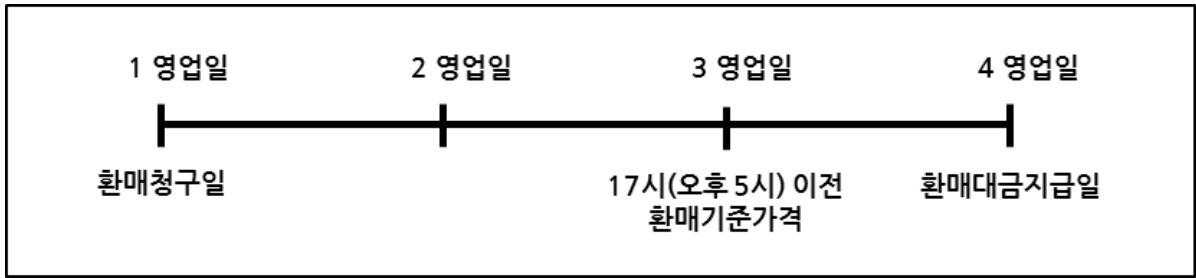 1 영업일
2 영업일
3 영업일
4 영업일
환매청구일
17시(오후 5시) 이전
환매기준가격
환매대금지급일